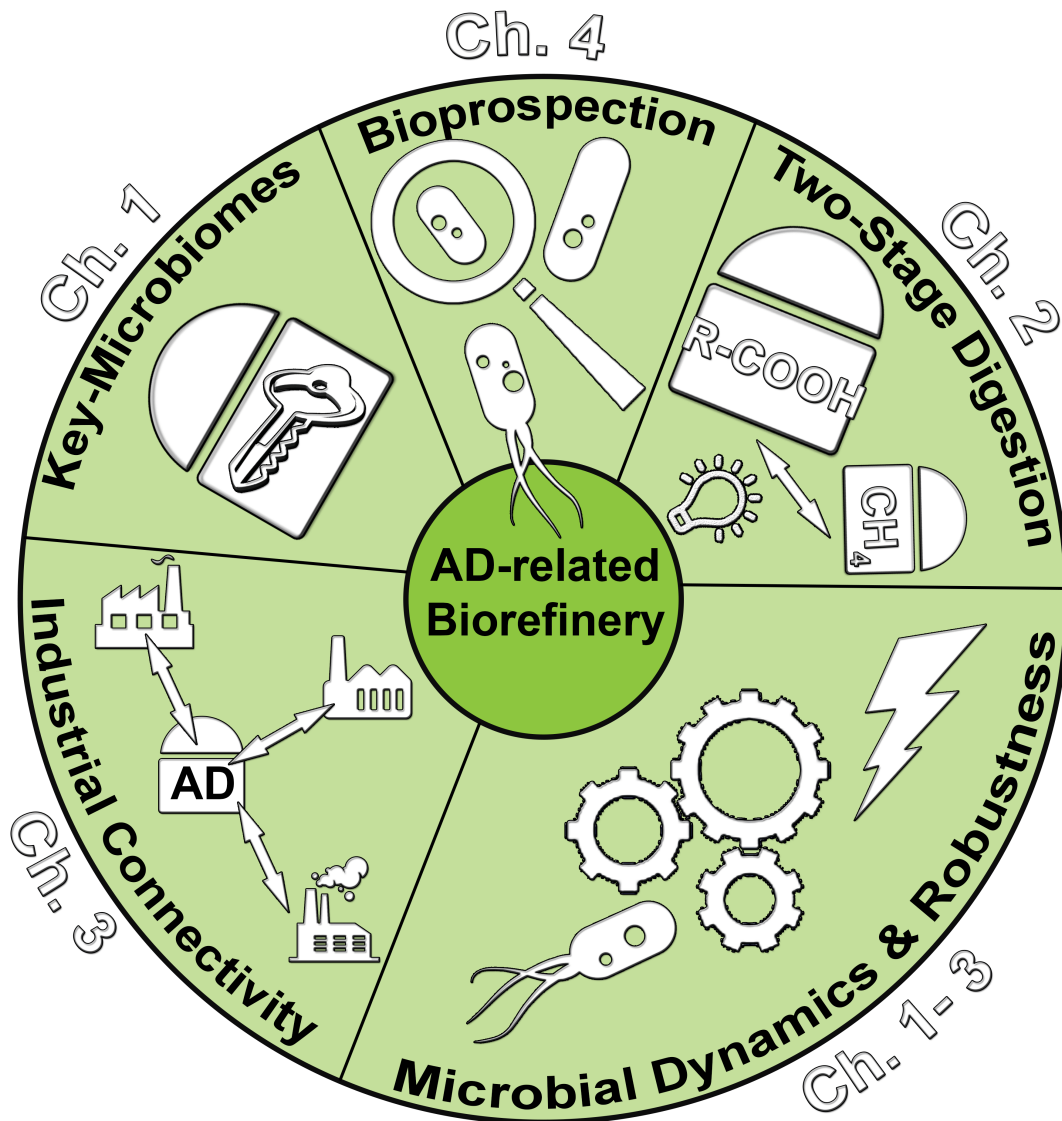 Ch. 4
Bioprospection
Ch. 1
Key-Microbiomes
Two-Stage Digestion
Ch. 2
R-COOH
CH4
AD-related
Biorefinery
Industrial Connectivity
AD
Ch. 3
Microbial Dynamics & Robustness
Ch. 1-3